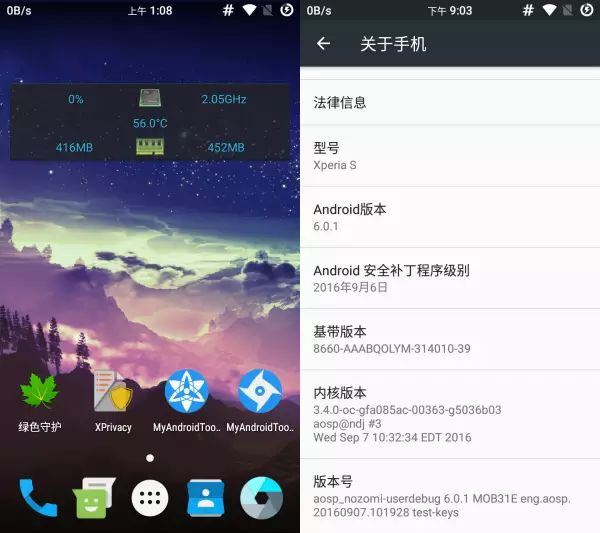 0B/s
上午 1:08
#
0%
2.05GHz
56.0°C
416MB
452MB
绿色守护
XPrivacy
MyAndroidToo..
MyAndroidToo..
0B/s
下午 9:03
#
关于手机
法律信息
型号
Xperia S
Android版本
6.0.1
Android 安全补丁程序级别
2016年9月6日
基带版本
8660-AAABQOLYM-314010-39
内核版本
3.4.0-oc-gfa085ac-00363-g5036b03
aosp@ndj #3
Wed Sep 7 10:32:34 EDT 2016
版本号
aosp_nozomi-userdebug 6.0.1 MOB31E eng.aosp.
20160907.101928 test-keys